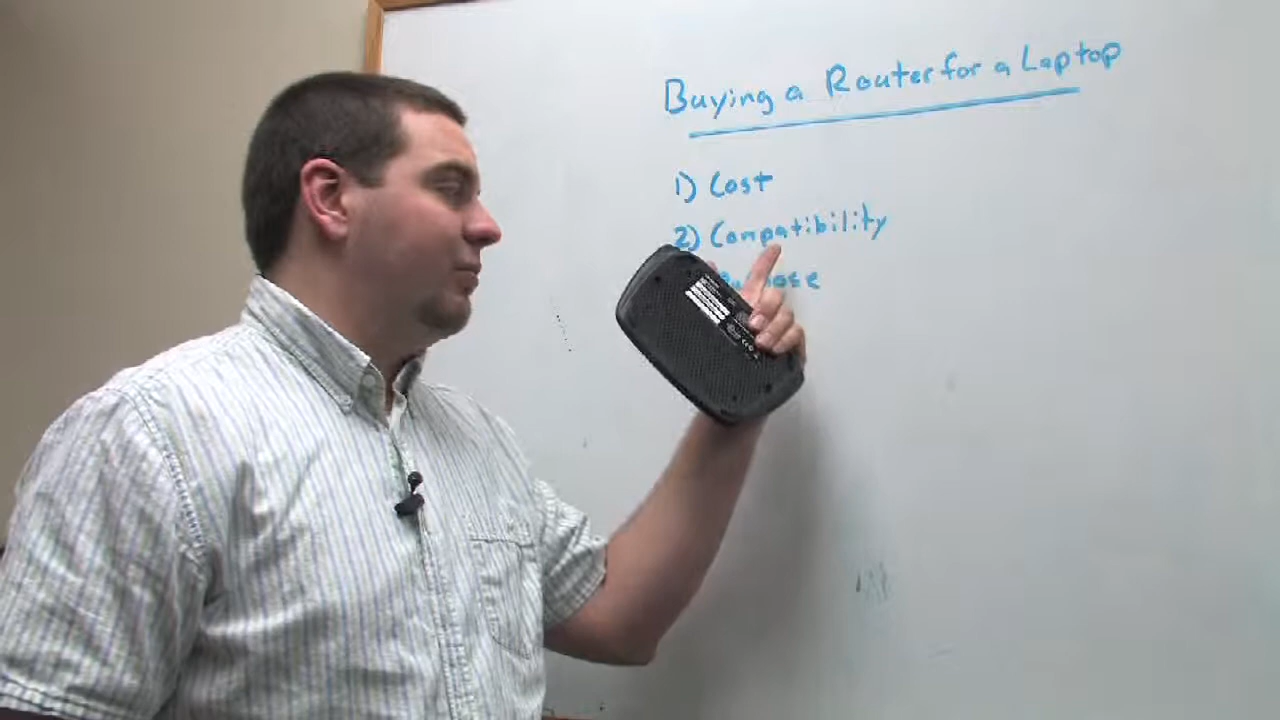 Buying a Router for a Laptop
1) Cost
2) Compatibility